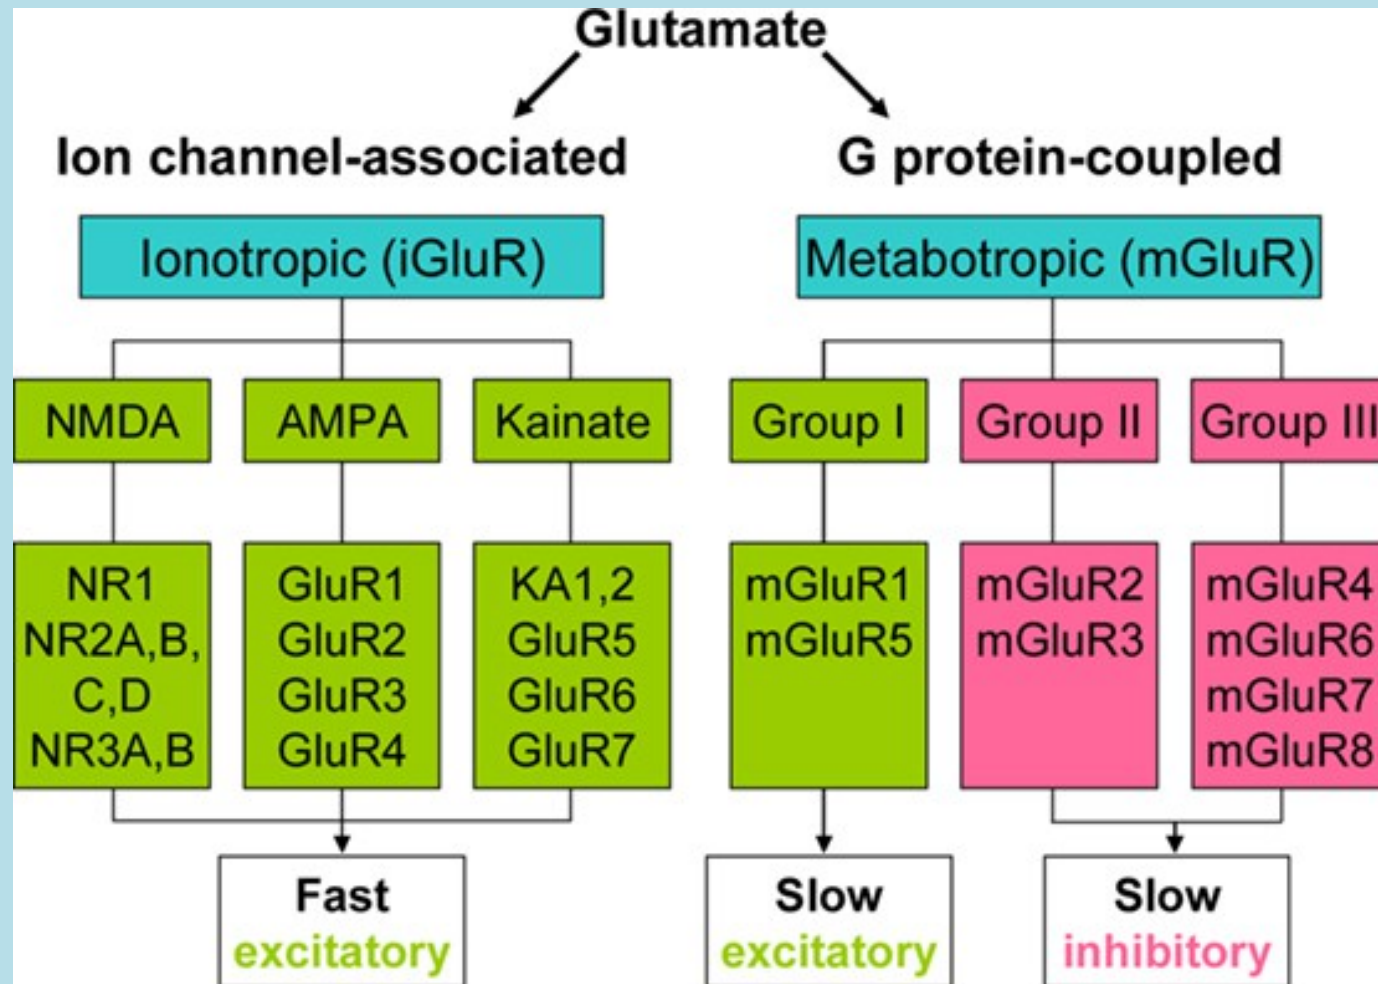 Glutamate
Ion channel-associated
G protein-coupled
Ionotropic (iGluR)
Metabotropic (mGluR)
NMDA
AMPA
Kainate
Group I
Group II
Group III
NR1
NR2A,B,
C,D
NR3A,B
GluR1
GluR2
GluR3
GluR4
KA1,2
GluR5
GluR6
GluR7
mGluR1
mGluR5
mGluR2
mGluR3
mGluR4
mGluR6
mGluR7
mGluR8
Fast
excitatory
Slow
excitatory
Slow
inhibitory